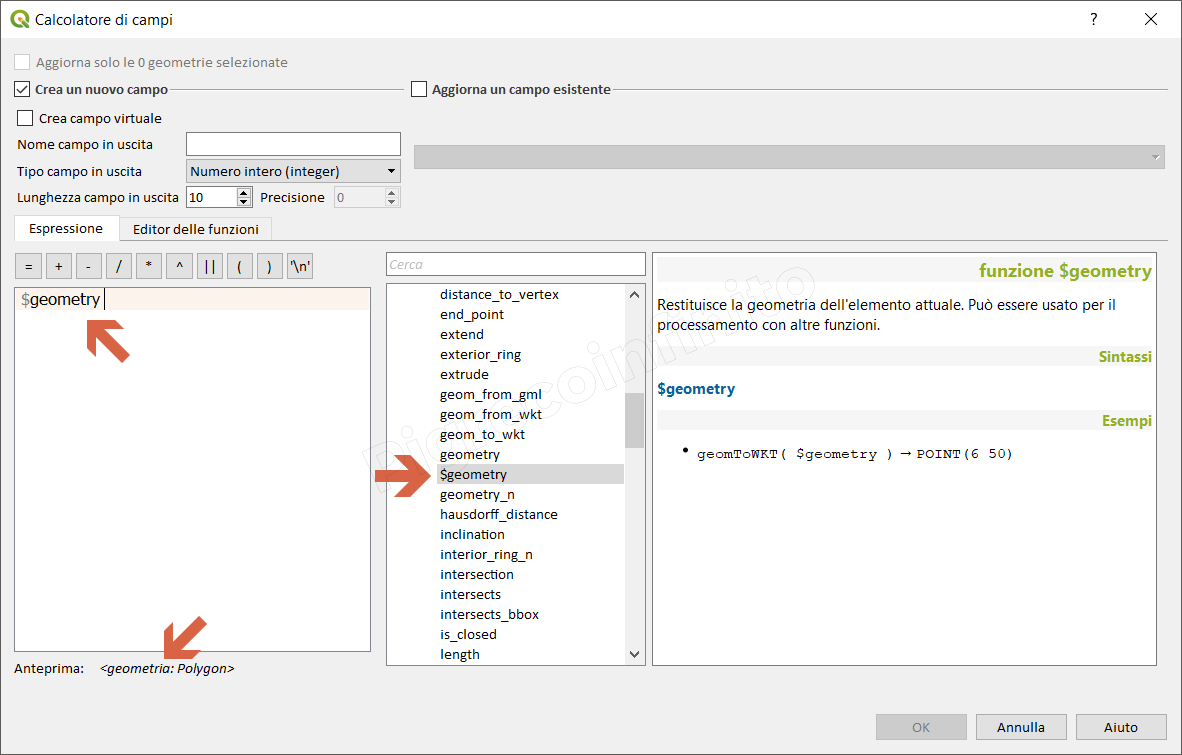 Calcolatore di campi
?
Aggiorna solo le 0 geometrie selezionate
Crea un nuovo campo
Aggiorna un campo esistente
Crea campo virtuale
Nome campo in uscita
Tipo campo in uscita
Numero intero (integer)
Lunghezza campo in uscita
10
Precisione
0
Espressione
Editor delle funzioni
= + - / * ^ || ( ) '\n'
$geometry
Anteprima: <geometria: Polygon>
Cerca
distance_to_vertex
end_point
extend
exterior_ring
extrude
geom_from_gml
geom_from_wkt
geom_to_wkt
geometry
$geometry
geometry_n
hausdorff_distance
inclination
interior_ring_n
intersection
intersects
intersects_bbox
is_closed
length
funzione $geometry
Restituisce la geometria dell'elemento attuale. Può essere usato per il
processamento con altre funzioni.
Sintassi
$geometry
Esempi
• geomToWKT( $geometry ) → POINT(6 50)
OK
Annulla
Aiuto